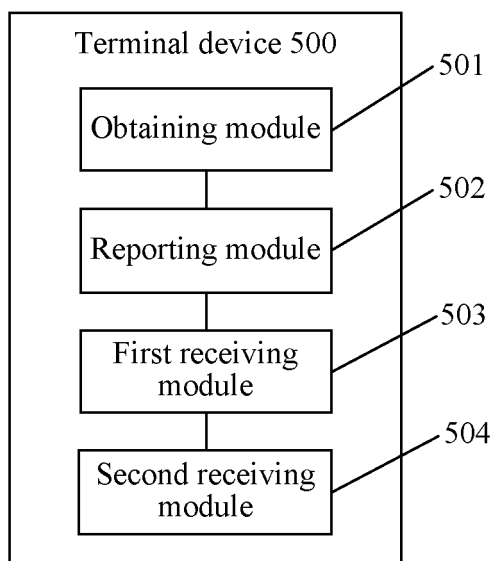 Terminal device 500
501
Obtaining module
502
Reporting module
503
First receiving
module
504
Second receiving
module